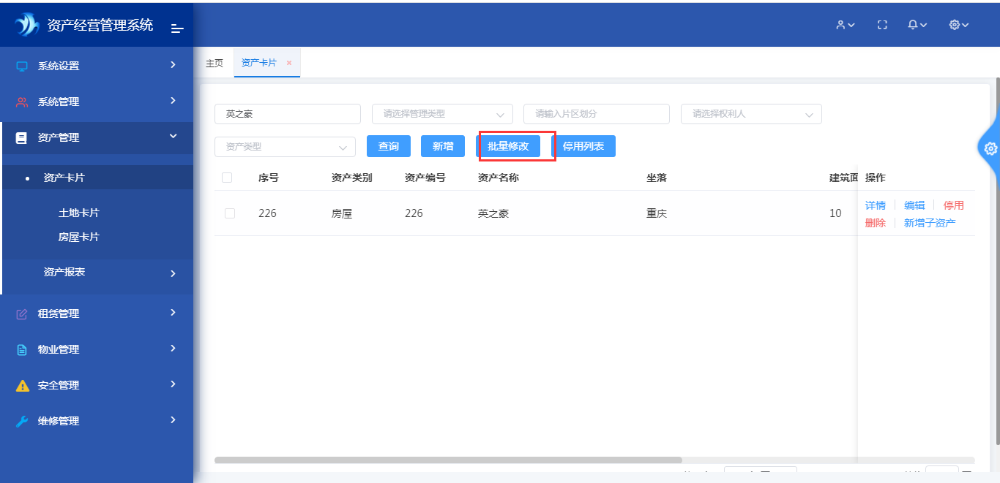 资产经营管理系统
系统设置
系统管理
资产管理
资产卡片
土地卡片
房屋卡片
资产报表
租赁管理
物业管理
安全管理
维修管理
主页 资产卡片 ×
英之豪 请选择管理类型 请输入片区划分 请选择权利人
资产类型 查询 新增 批量修改 停用列表
序号 资产类别 资产编号 资产名称 坐落 建筑面 操作
226 房屋 226 英之豪 重庆 10 详情 编辑 停用
删除 新增子资产